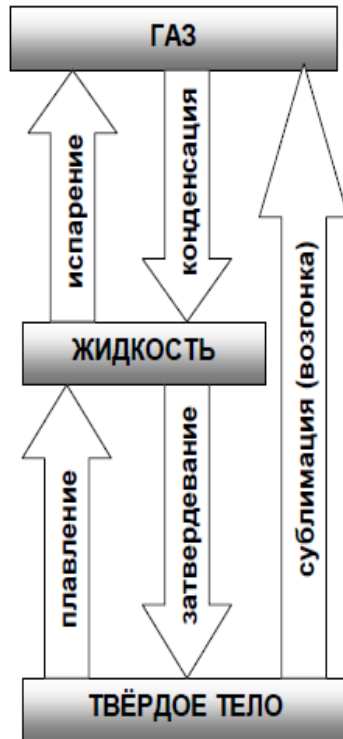 ГАЗ
испарение
конденсация
сублимация (возгонка)
ЖИДКОСТЬ
плавление
затвердевание
ТВЁРДОЕ ТЕЛО